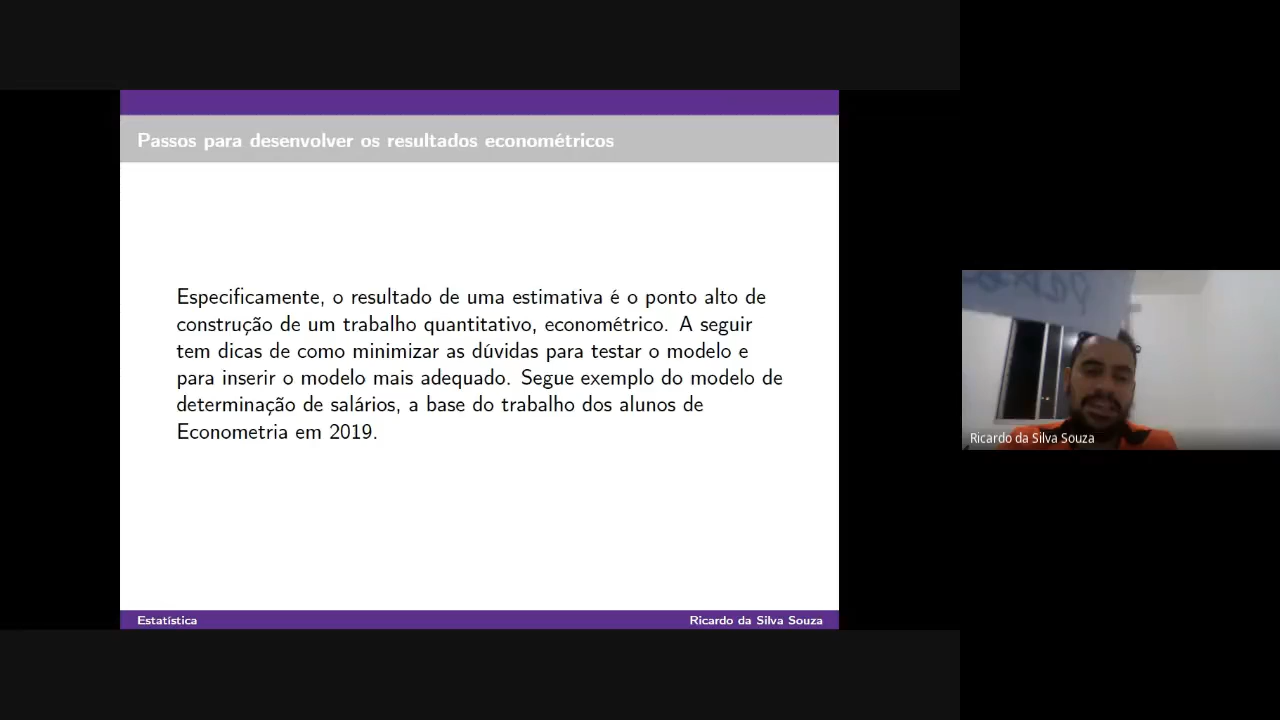 Passos para desenvolver os resultados econométricos
Especificamente, o resultado de uma estimativa é o ponto alto de
construção de um trabalho quantitativo, econométrico. A seguir
tem dicas de como minimizar as dúvidas para testar o modelo e
para inserir o modelo mais adequado. Segue exemplo do modelo de
determinação de salários, a base do trabalho dos alunos de
Econometria em 2019.
Estatística
Ricardo da Silva Souza
Ricardo da Silva Souza